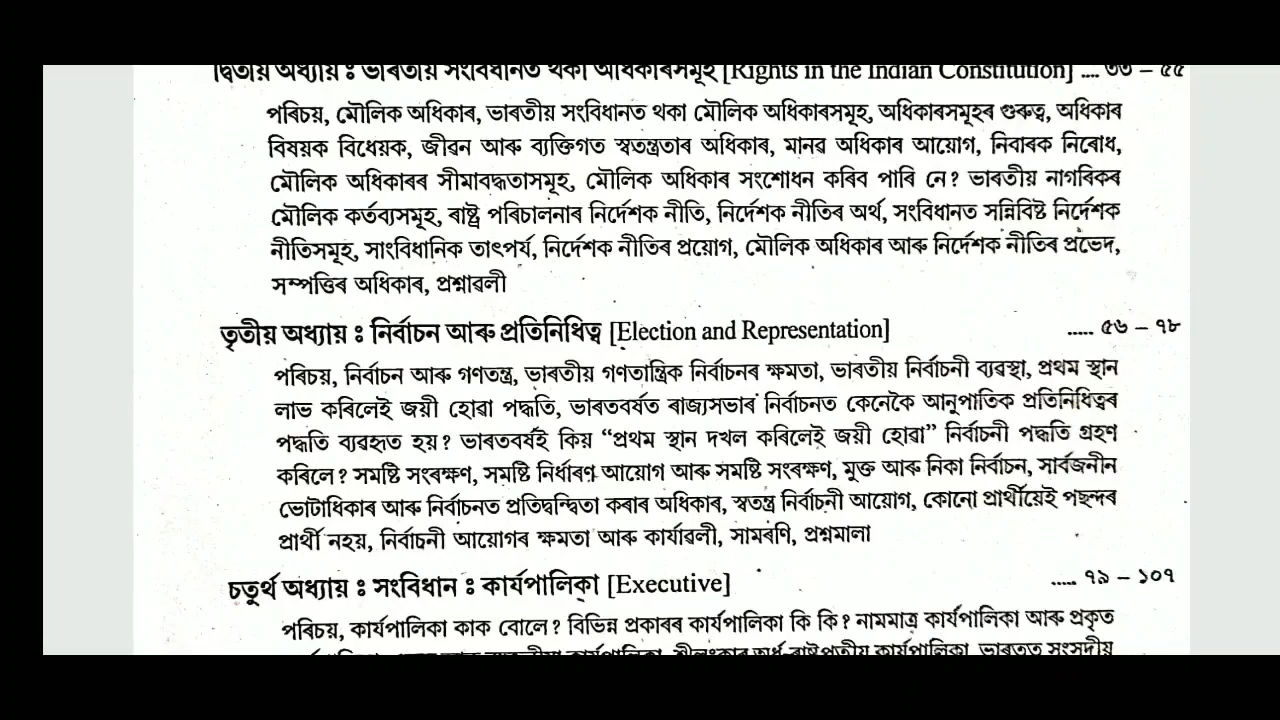 দ্বিতীয় অধ্যায় : ভাৰতীয় সংবিধানত থকা অধিকাৰসমূহ [Rights in the Indian Constitution] .... ৩৩ – ৫৫
পৰিচয়, মৌলিক অধিকাৰ, ভাৰতীয় সংবিধানত থকা মৌলিক অধিকাৰসমূহ, অধিকাৰসমূহৰ গুৰুত্ব, অধিকাৰ
বিষয়ক বিধেয়ক, জীৱন আৰু ব্যক্তিগত স্বতন্ত্ৰতাৰ অধিকাৰ, মানৱ অধিকাৰ আয়োগ, নিবাৰক নিৰোধ,
মৌলিক অধিকাৰৰ সীমাবদ্ধতাসমূহ, মৌলিক অধিকাৰ সংশোধন কৰিব পাৰি নে? ভাৰতীয় নাগৰিকৰ
মৌলিক কৰ্তব্যসমূহ, ৰাষ্ট্ৰ পৰিচালনাৰ নিৰ্দেশক নীতি, নিৰ্দেশক নীতিৰ অৰ্থ, সংবিধানত সন্নিবিষ্ট নিৰ্দেশক
নীতিসমূহ, সাংবিধানিক তাৎপৰ্য, নিৰ্দেশক নীতিৰ প্ৰয়োগ, মৌলিক অধিকাৰ আৰু নিৰ্দেশক নীতিৰ প্ৰভেদ,
সম্পত্তিৰ অধিকাৰ, প্ৰশ্নাৱলী
তৃতীয় অধ্যায় : নিৰ্বাচন আৰু প্ৰতিনিধিত্ব [Election and Representation] ..... ৫৬ – ৭৮
পৰিচয়, নিৰ্বাচন আৰু গণতন্ত্ৰ, ভাৰতীয় গণতান্ত্ৰিক নিৰ্বাচনৰ ক্ষমতা, ভাৰতীয় নিৰ্বাচনী ব্যৱস্থা, প্ৰথম স্থান
লাভ কৰিলেই জয়ী হোৱা পদ্ধতি, ভাৰতবৰ্ষত ৰাজ্যসভাৰ নিৰ্বাচনত কেনেকৈ আনুপাতিক প্ৰতিনিধিত্বৰ
পদ্ধতি ব্যৱহৃত হয়? ভাৰতবৰ্ষই কিয় “প্ৰথম স্থান দখল কৰিলেই জয়ী হোৱা” নিৰ্বাচনী পদ্ধতি গ্ৰহণ
কৰিলে? সমষ্টি সংৰক্ষণ, সমষ্টি নিৰ্ধাৰণ আয়োগ আৰু সমষ্টি সংৰক্ষণ, মুক্ত আৰু নিকা নিৰ্বাচন, সাৰ্বজনীন
ভোটাধিকাৰ আৰু নিৰ্বাচনত প্ৰতিদ্বন্দ্বিতা কৰাৰ অধিকাৰ, স্বতন্ত্ৰ নিৰ্বাচনী আয়োগ, কোনো প্ৰাৰ্থীয়েই পছন্দৰ
প্ৰাৰ্থী নহয়, নিৰ্বাচনী আয়োগৰ ক্ষমতা আৰু কাৰ্যাৱলী, সামৰণি, প্ৰশ্নমালা
চতুৰ্থ অধ্যায় : সংবিধান : কাৰ্যপালিকা [Executive] ..... ৭৯ – ১০৭
পৰিচয়, কাৰ্যপালিকা কাক বোলে? বিভিন্ন প্ৰকাৰৰ কাৰ্যপালিকা কি কি? নামমাত্ৰ কাৰ্যপালিকা আৰু প্ৰকৃত
কাৰ্যপালিকা, শ্ৰীলংকাৰ অৰ্ধ-ৰাষ্ট্ৰপতীয় কাৰ্যপালিকা, ভাৰতত সংসদীয়